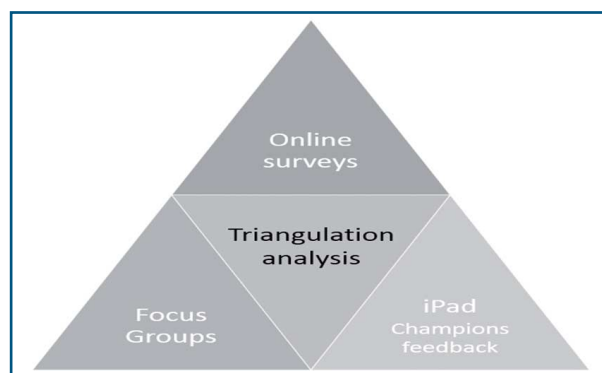 Online
surveys
Triangulation
analysis
Focus
Groups
iPad
Champions
feedback